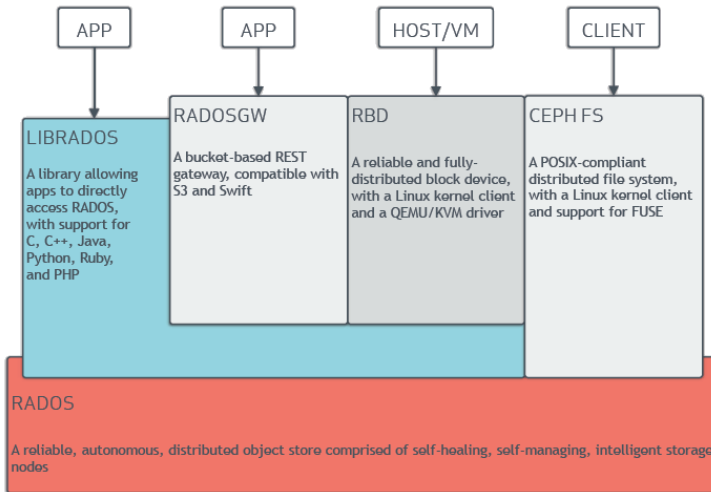 APP
APP
HOST/VM
CLIENT
LIBRADOS
A library allowing
apps to directly
access RADOS,
with support for
C, C++, Java,
Python, Ruby,
and PHP
RADOSGW
A bucket-based REST
gateway, compatible with
S3 and Swift
RBD
A reliable and fully-
distributed block device,
with a Linux kernel client
and a QEMU/KVM driver
CEPH FS
A POSIX-compliant
distributed file system,
with a Linux kernel client
and support for FUSE
RADOS
A reliable, autonomous, distributed object store comprised of self-healing, self-managing, intelligent storage
nodes